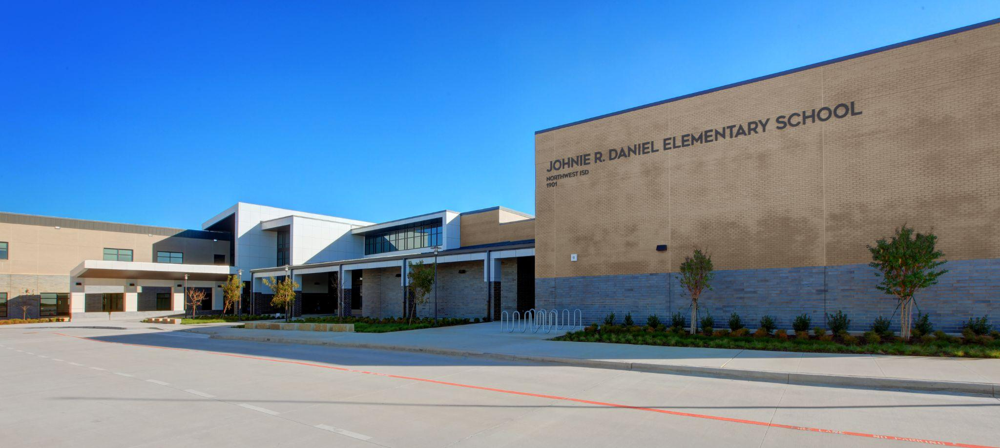 JOHNIE R. DANIEL ELEMENTARY SCHOOL
NORTHWEST ISD
1901
FIRE LANE NO PARKING